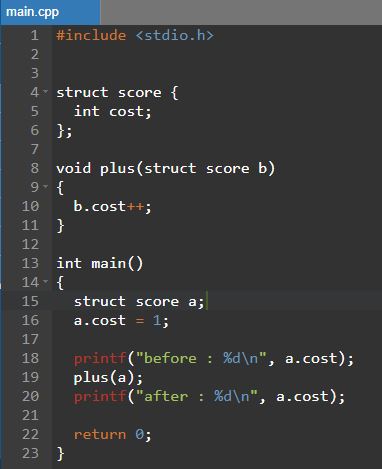 main.cpp
1 #include <stdio.h>
2
3
4 struct score {
5   int cost;
6 };
7
8 void plus(struct score b)
9 {
10   b.cost++;
11 }
12
13 int main()
14 {
15   struct score a;
16   a.cost = 1;
17
18   printf("before : %d\n", a.cost);
19   plus(a);
20   printf("after : %d\n", a.cost);
21
22   return 0;
23 }